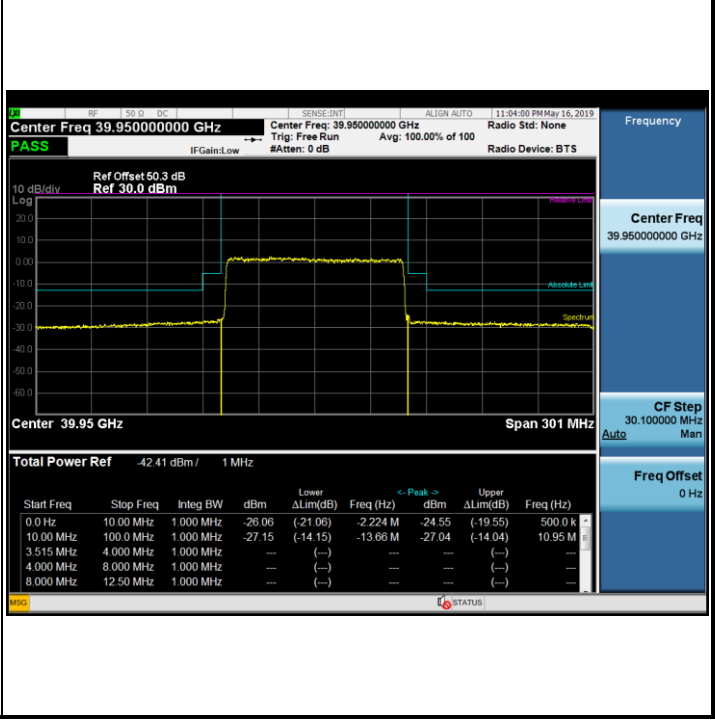 RF 50 Ω DC SENSE:INT ALIGN AUTO 11:04:00 PM May 16, 2019
Center Freq 39.950000000 GHz
Center Freq: 39.950000000 GHz Radio Std: None
PASS
IFGain:Low
Trig: Free Run Avg: 100.00% of 100
#Atten: 0 dB Radio Device: BTS
Ref Offset 50.3 dB
10 dB/div Ref 30.0 dBm
Log
Relative Limit
20.0
10.0
0.00
-10.0
Absolute Limit
-20.0
Spectrum
-30.0
-40.0
-50.0
-60.0
Center 39.95 GHz Span 301 MHz
Total Power Ref -42.41 dBm / 1 MHz
Lower <- Peak -> Upper
Start Freq Stop Freq Integ BW dBm ΔLim(dB) Freq (Hz) dBm ΔLim(dB) Freq (Hz)
0.0 Hz 10.00 MHz 1.000 MHz -26.06 (-21.06) -2.224 M -24.55 (-19.55) 500.0 k
10.00 MHz 100.0 MHz 1.000 MHz -27.15 (-14.15) -13.66 M -27.04 (-14.04) 10.95 M
3.515 MHz 4.000 MHz 1.000 MHz --- (---) --- --- (---) ---
4.000 MHz 8.000 MHz 1.000 MHz --- (---) --- --- (---) ---
8.000 MHz 12.50 MHz 1.000 MHz --- (---) --- --- (---) ---
MSG STATUS
Frequency
Center Freq
39.950000000 GHz
CF Step
30.100000 MHz
Auto Man
Freq Offset
0 Hz